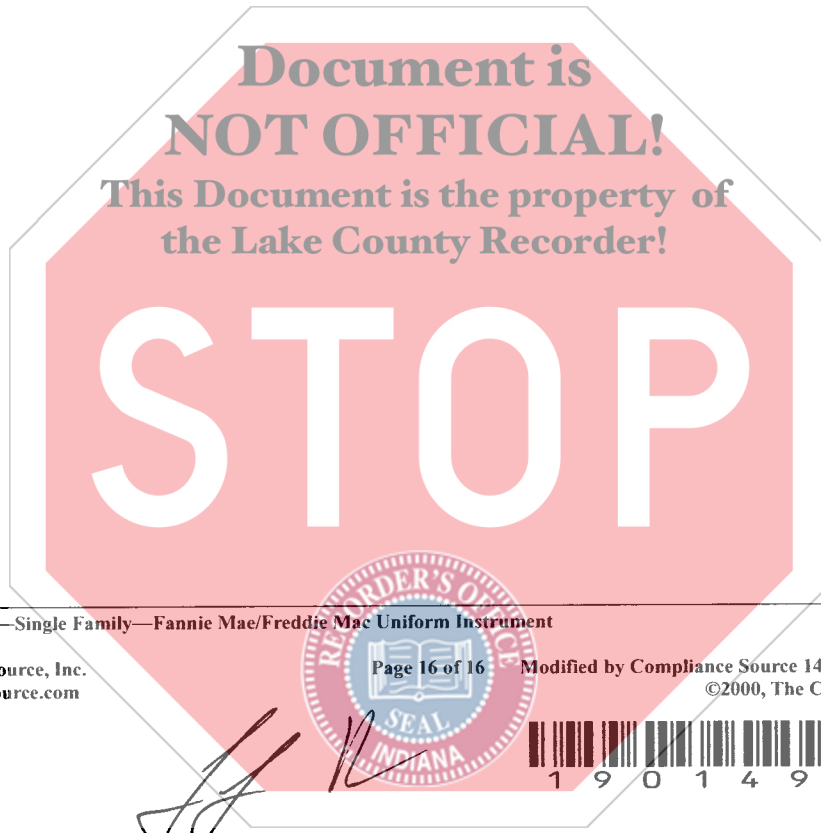 Document is
NOT OFFICIAL!
This Document is the property of
the Lake County Recorder!
STOP
—Single Family—Fannie Mae/Freddie Mac Uniform Instrument
ource, Inc.
Page 16 of 16
Modified by Compliance Source 14
urce.com
©2000, The C
RECORDER'S OFFICE
SEAL
INDIANA
1 9 0 1 4 9